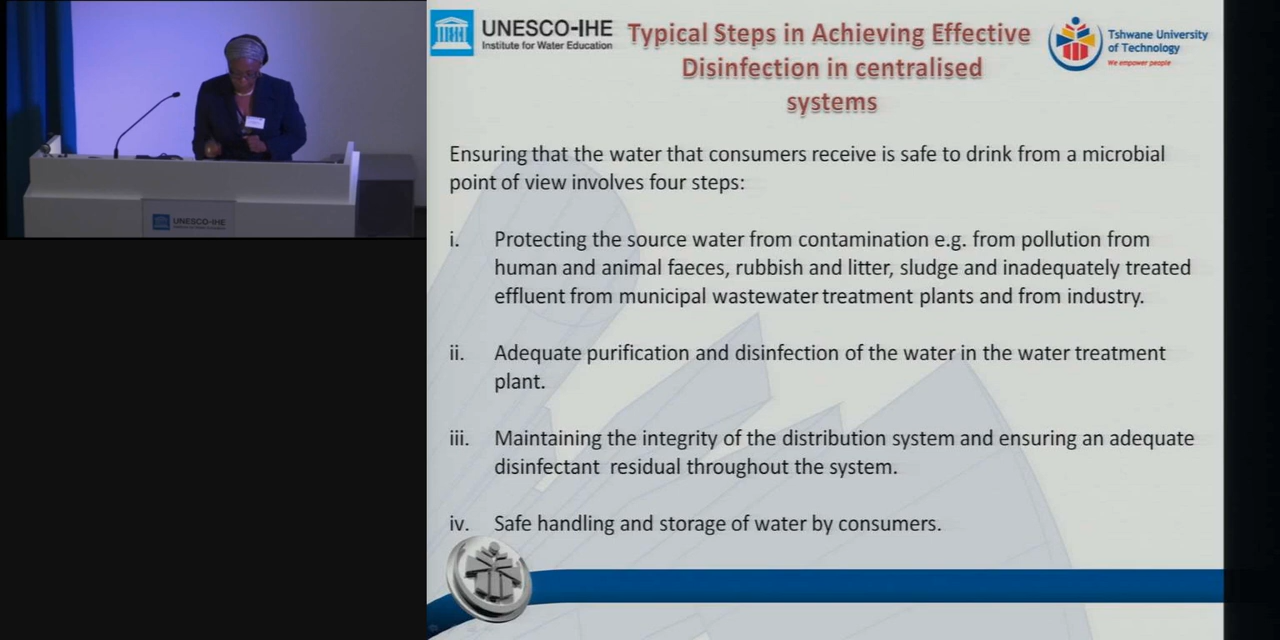 UNESCO-IHE
Institute for Water Education
Typical Steps in Achieving Effective
Disinfection in centralised
systems
Tshwane University
of Technology
We empower people
Ensuring that the water that consumers receive is safe to drink from a microbial
point of view involves four steps:
i. Protecting the source water from contamination e.g. from pollution from
human and animal faeces, rubbish and litter, sludge and inadequately treated
effluent from municipal wastewater treatment plants and from industry.
ii. Adequate purification and disinfection of the water in the water treatment
plant.
iii. Maintaining the integrity of the distribution system and ensuring an adequate
disinfectant residual throughout the system.
iv. Safe handling and storage of water by consumers.
UNESCO-IHE